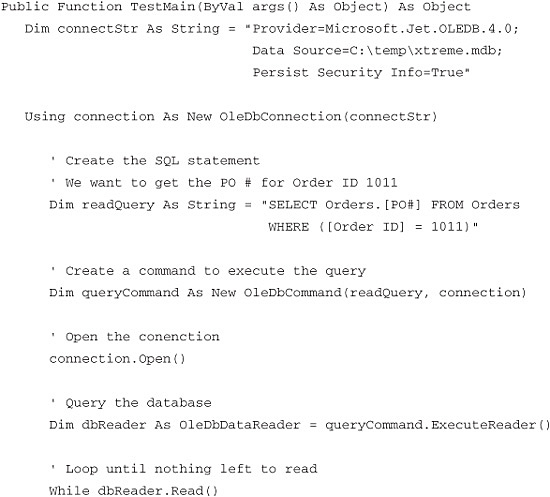 Public Function TestMain(ByVal args() As Object) As Object
Dim connectStr As String = "Provider=Microsoft.Jet.OLEDB.4.0;
Data Source=C:\temp\xtreme.mdb;
Persist Security Info=True"
Using connection As New OleDbConnection(connectStr)
' Create the SQL statement
' We want to get the PO # for Order ID 1011
Dim readQuery As String = "SELECT Orders.[PO#] FROM Orders
WHERE ([Order ID] = 1011)"
' Create a command to execute the query
Dim queryCommand As New OleDbCommand(readQuery, connection)
' Open the conenction
connection.Open()
' Query the database
Dim dbReader As OleDbDataReader = queryCommand.ExecuteReader()
' Loop until nothing left to read
While dbReader.Read()